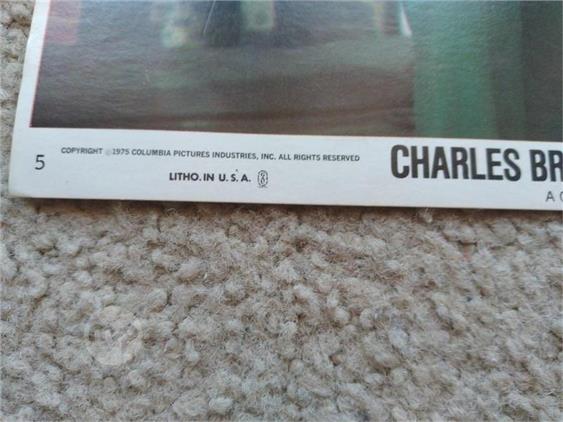 5
COPYRIGHT ©1975 COLUMBIA PICTURES INDUSTRIES, INC. ALL RIGHTS RESERVED
LITHO. IN U. S. A.
CHARLES BR
A C